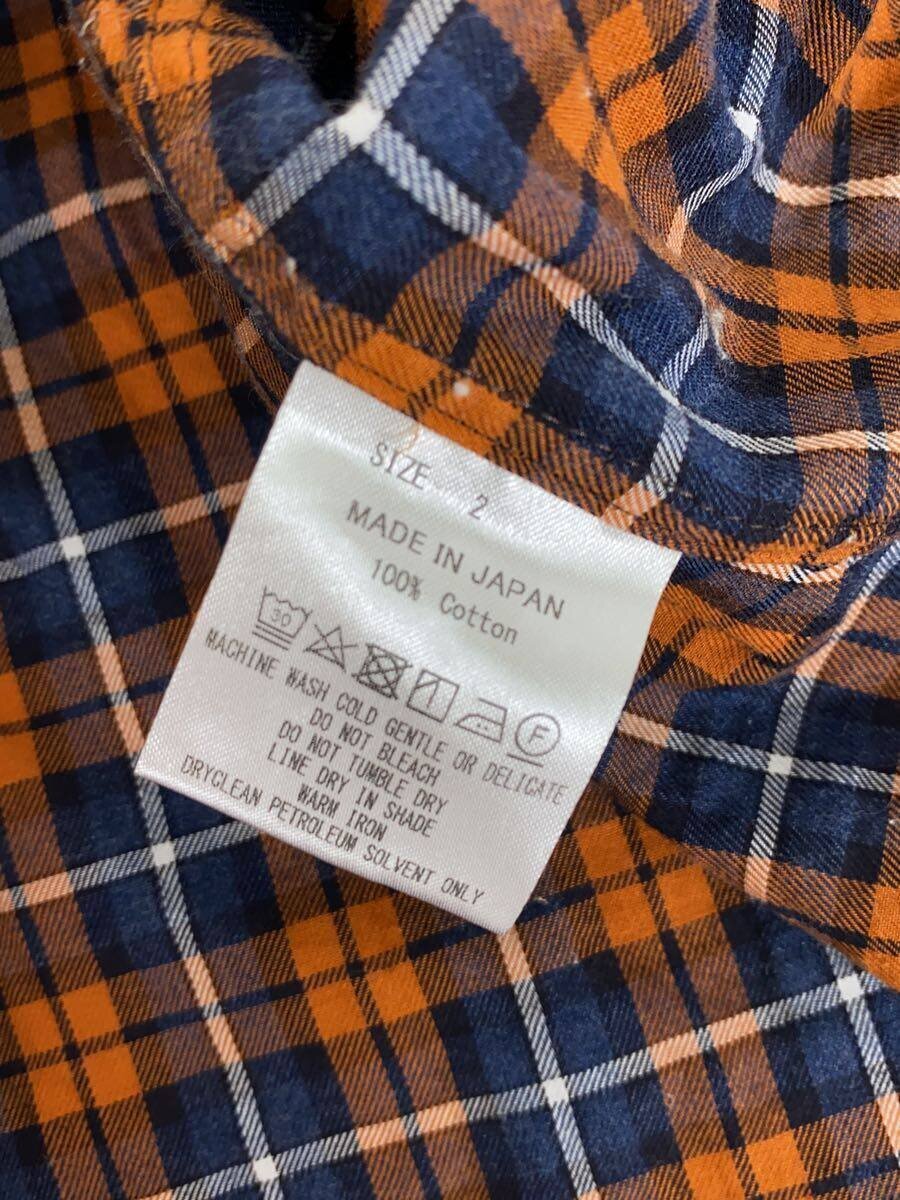 SIZE 2
MADE IN JAPAN
100% Cotton
30 F
MACHINE WASH COLD GENTLE OR DELICATE
DO NOT BLEACH
DO NOT TUMBLE DRY
LINE DRY IN SHADE
WARM IRON
DRYCLEAN PETROLEUM SOLVENT ONLY